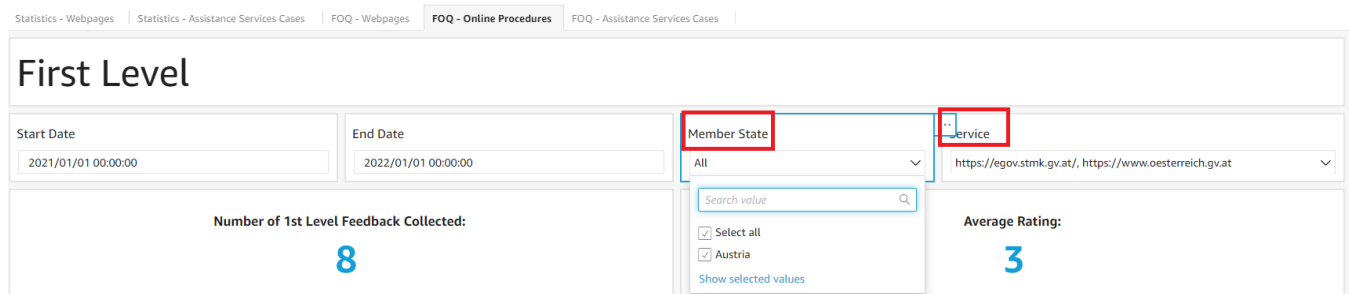 Statistics - Webpages Statistics - Assistance Services Cases FOQ - Webpages FOQ - Online Procedures FOQ - Assistance Services Cases
First Level
Start Date End Date Member State Service
2021/01/01 00:00:00 2022/01/01 00:00:00 All https://egov.stmk.gv.at/, https://www.oesterreich.gv.at
Search value
Number of 1st Level Feedback Collected: Average Rating:
Select all
8 Austria 3
Show selected values